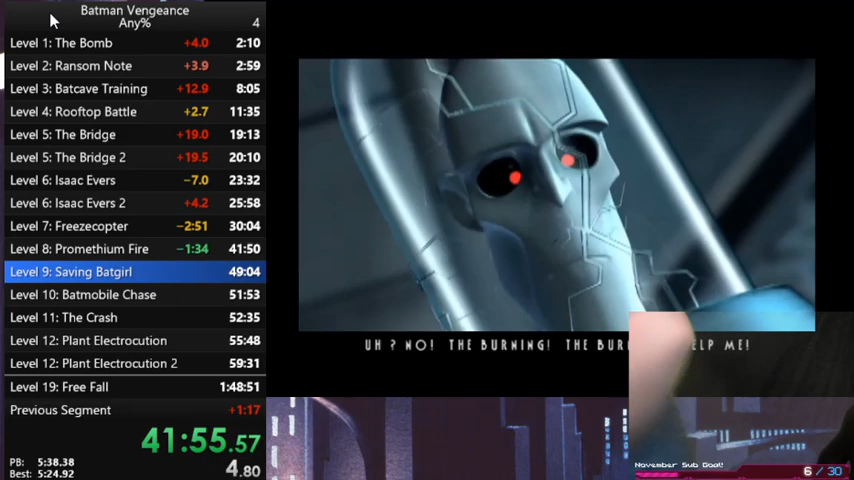 Batman Vengeance
Any% 4
Level 1: The Bomb +4.0 2:10
Level 2: Ransom Note +3.9 2:59
Level 3: Batcave Training +12.9 8:05
Level 4: Rooftop Battle +2.7 11:35
Level 5: The Bridge +19.0 19:13
Level 5: The Bridge 2 +19.5 20:10
Level 6: Isaac Evers −7.0 23:32
Level 6: Isaac Evers 2 +4.2 25:58
Level 7: Freezecopter −2:51 30:04
Level 8: Promethium Fire −1:34 41:50
Level 9: Saving Batgirl 49:04
Level 10: Batmobile Chase 51:53
Level 11: The Crash 52:35
Level 12: Plant Electrocution 55:48
Level 12: Plant Electrocution 2 59:31
Level 19: Free Fall 1:48:51
Previous Segment +1:17
41:55.57
PB: 5:38.38
Best: 5:24.92
4.80
UH ? NO! THE BURNING! THE ELP ME!
November Sub Goal!
6 / 30